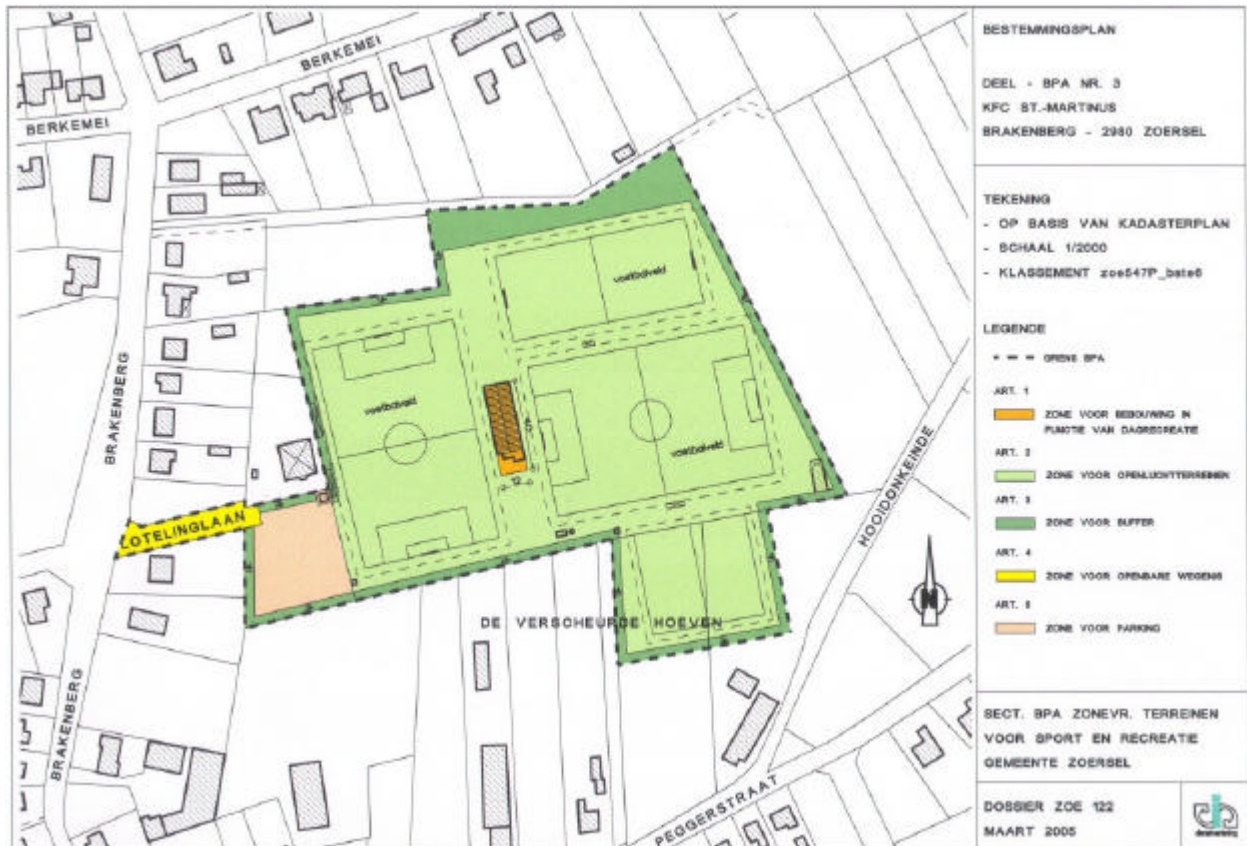 BERKEMEI
BERKEMEI
BRAKENBERG
LOTELINGLAAN
BRAKENBERG
voetbalveld
voetbalveld
voetbalveld
12
HOOIDONKEINDE
N
DE VERSCHEURDE HOEVEN
PEGGERSTRAAT
BESTEMMINGSPLAN
DEEL - BPA NR. 3
KFC ST.-MARTINUS
BRAKENBERG - 2980 ZOERSEL
TEKENING
- OP BASIS VAN KADASTERPLAN
- SCHAAL 1/2000
- KLASSEMENT zoe547P_bste6
LEGENDE
GRENS BPA
ART. 1
ZONE VOOR BEBOUWING IN
FUNCTIE VAN DAGRECREATIE
ART. 2
ZONE VOOR OPENLUCHTTERREINEN
ART. 3
ZONE VOOR BUFFER
ART. 4
ZONE VOOR OPENBARE WEGENIS
ART. 5
ZONE VOOR PARKING
SECT. BPA ZONEVR. TERREINEN
VOOR SPORT EN RECREATIE
GEMEENTE ZOERSEL
DOSSIER ZOE 122
MAART 2005